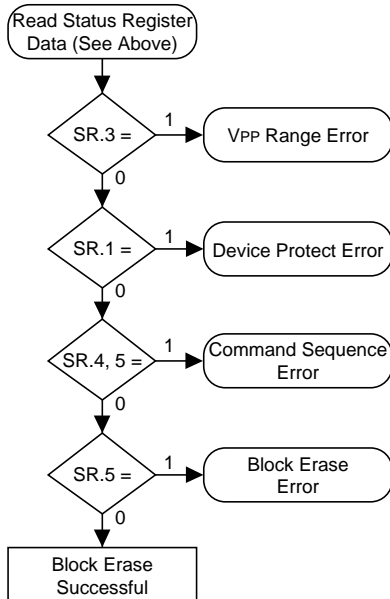 Read Status Register
Data (See Above)
SR.3 =
1
VPP Range Error
0
SR.1 =
1
Device Protect Error
0
SR.4, 5 =
1
Command Sequence
Error
0
SR.5 =
1
Block Erase
Error
0
Block Erase
Successful